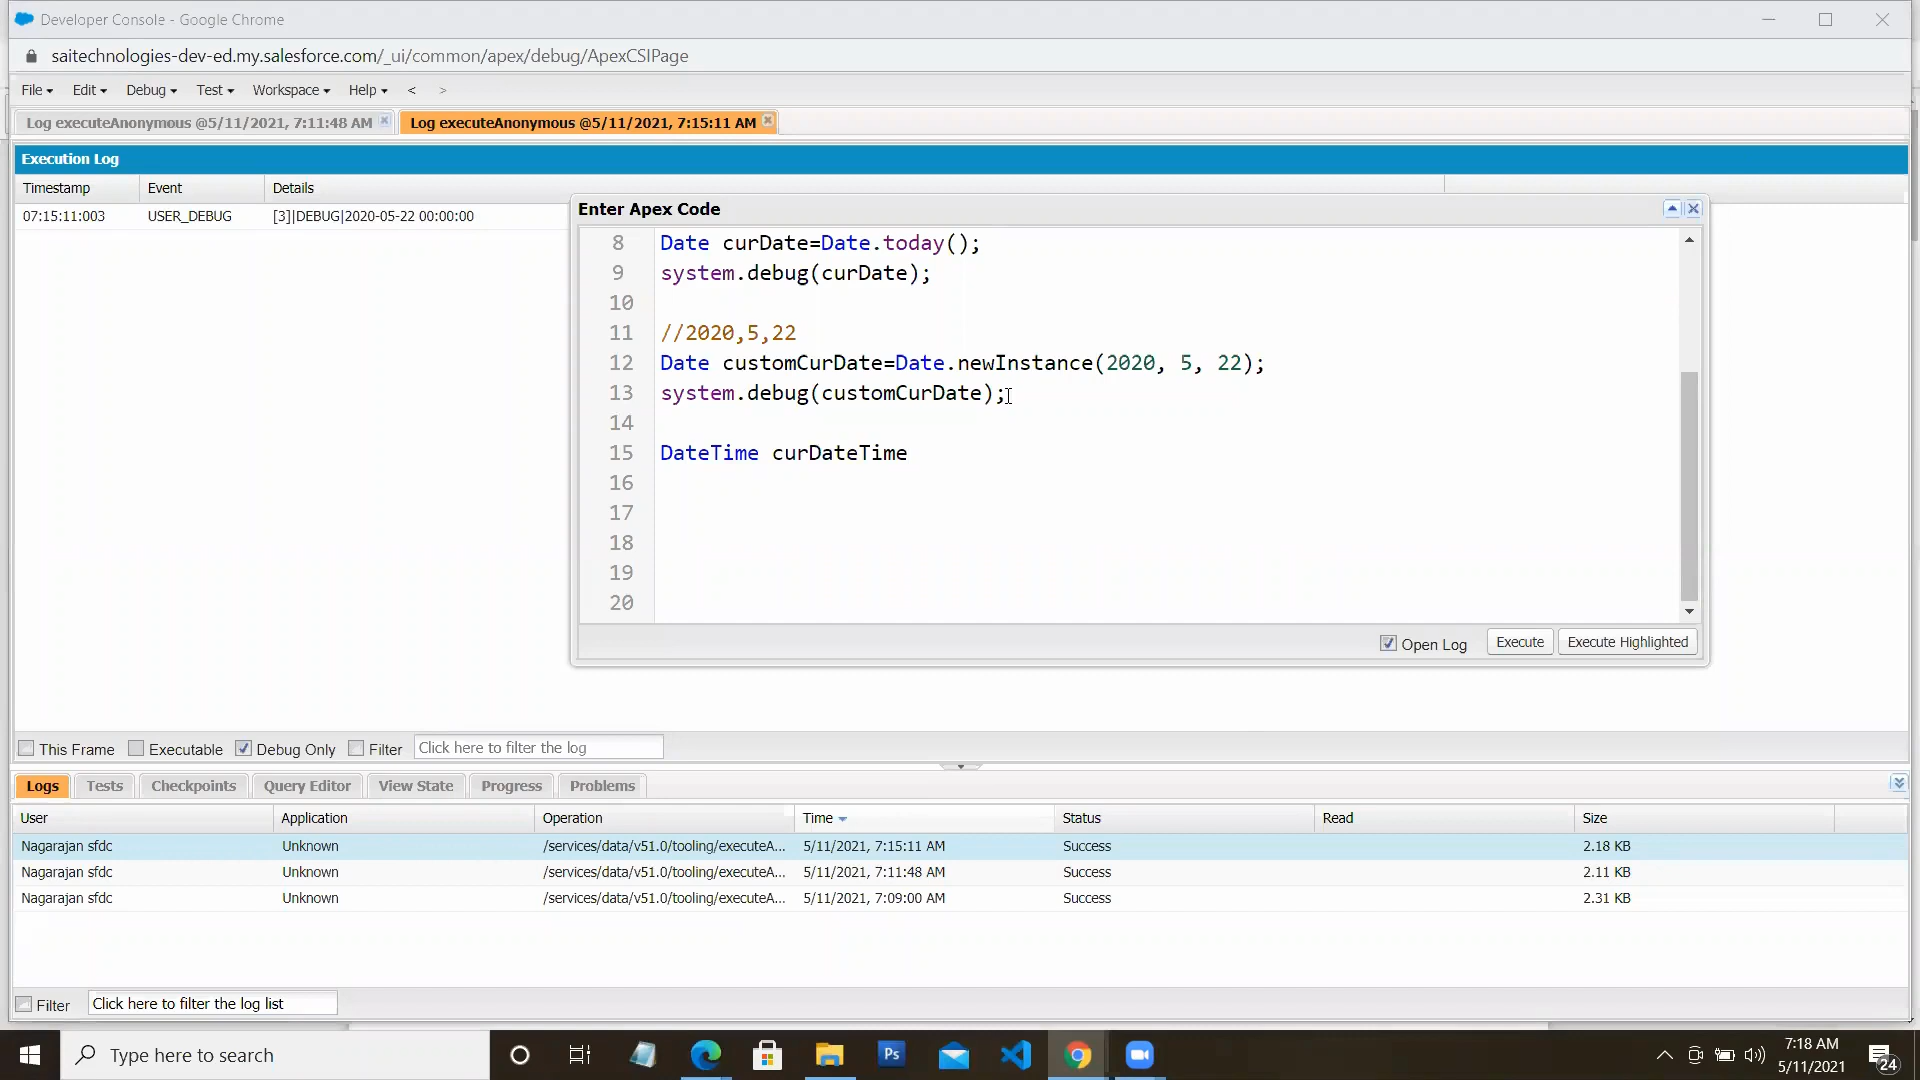 Developer Console - Google Chrome
saitechnologies-dev-ed.my.salesforce.com/_ui/common/apex/debug/ApexCSIPage
File Edit Debug Test Workspace Help < >
Log executeAnonymous @5/11/2021, 7:11:48 AM Log executeAnonymous @5/11/2021, 7:15:11 AM
Execution Log
Timestamp Event Details
07:15:11:003 USER_DEBUG [3]|DEBUG|2020-05-22 00:00:00
Enter Apex Code
8 Date curDate=Date.today();
9 system.debug(curDate);
10
11 //2020,5,22
12 Date customCurDate=Date.newInstance(2020, 5, 22);
13 system.debug(customCurDate);
14
15 DateTime curDateTime
16
17
18
19
20
Open Log Execute Execute Highlighted
This Frame Executable Debug Only Filter Click here to filter the log
Logs Tests Checkpoints Query Editor View State Progress Problems
User Application Operation Time Status Read Size
Nagarajan sfdc Unknown /services/data/v51.0/tooling/executeA... 5/11/2021, 7:15:11 AM Success 2.18 KB
Nagarajan sfdc Unknown /services/data/v51.0/tooling/executeA... 5/11/2021, 7:11:48 AM Success 2.11 KB
Nagarajan sfdc Unknown /services/data/v51.0/tooling/executeA... 5/11/2021, 7:09:00 AM Success 2.31 KB
Filter Click here to filter the log list
Type here to search
Ps
7:18 AM
5/11/2021
24